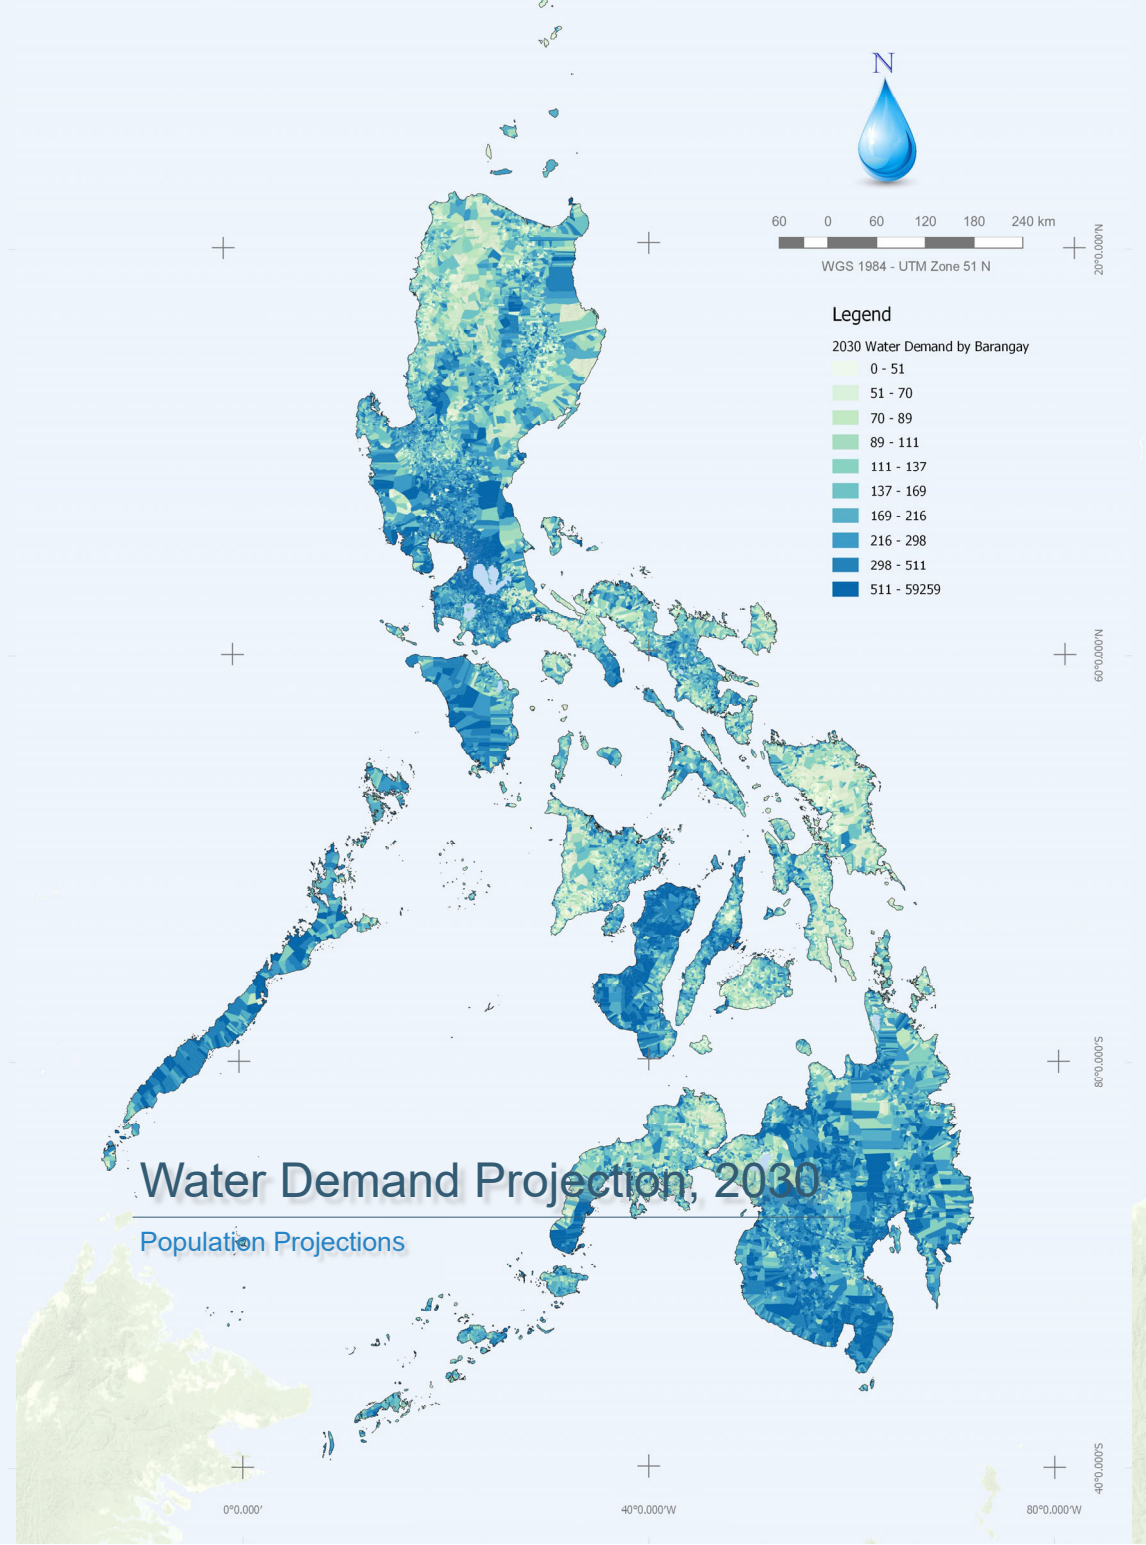 N
60 0 60 120 180 240 km
WGS 1984 - UTM Zone 51 N
20°0.000'N
Legend
2030 Water Demand by Barangay
0 - 51
51 - 70
70 - 89
89 - 111
111 - 137
137 - 169
169 - 216
216 - 298
298 - 511
511 - 59259
60°0.000'N
80°0.000'S
Water Demand Projection, 2030
Population Projections
40°0.000'S
0°0.000' 40°0.000'W 80°0.000'W